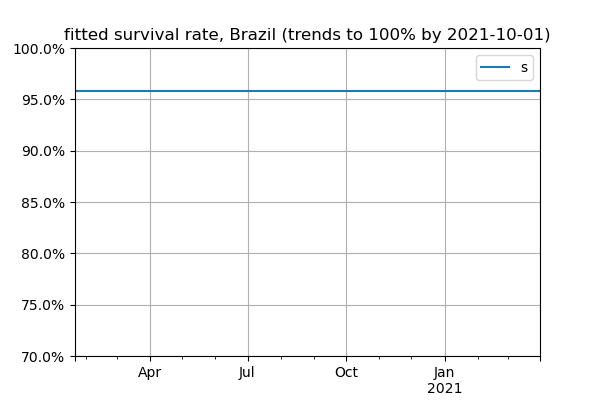 fitted survival rate, Brazil (trends to 100% by 2021-10-01)
100.0%
s
95.0%
90.0%
85.0%
80.0%
75.0%
70.0%
Apr
Jul
Oct
Jan
2021